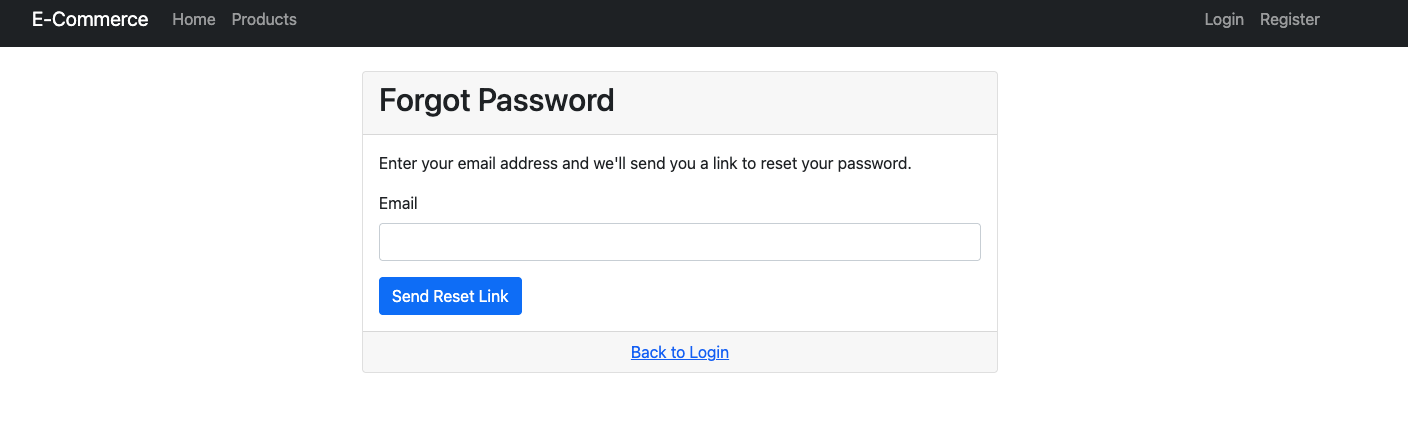 E-Commerce Home Products Login Register
Forgot Password
Enter your email address and we'll send you a link to reset your password.
Email
Send Reset Link
Back to Login